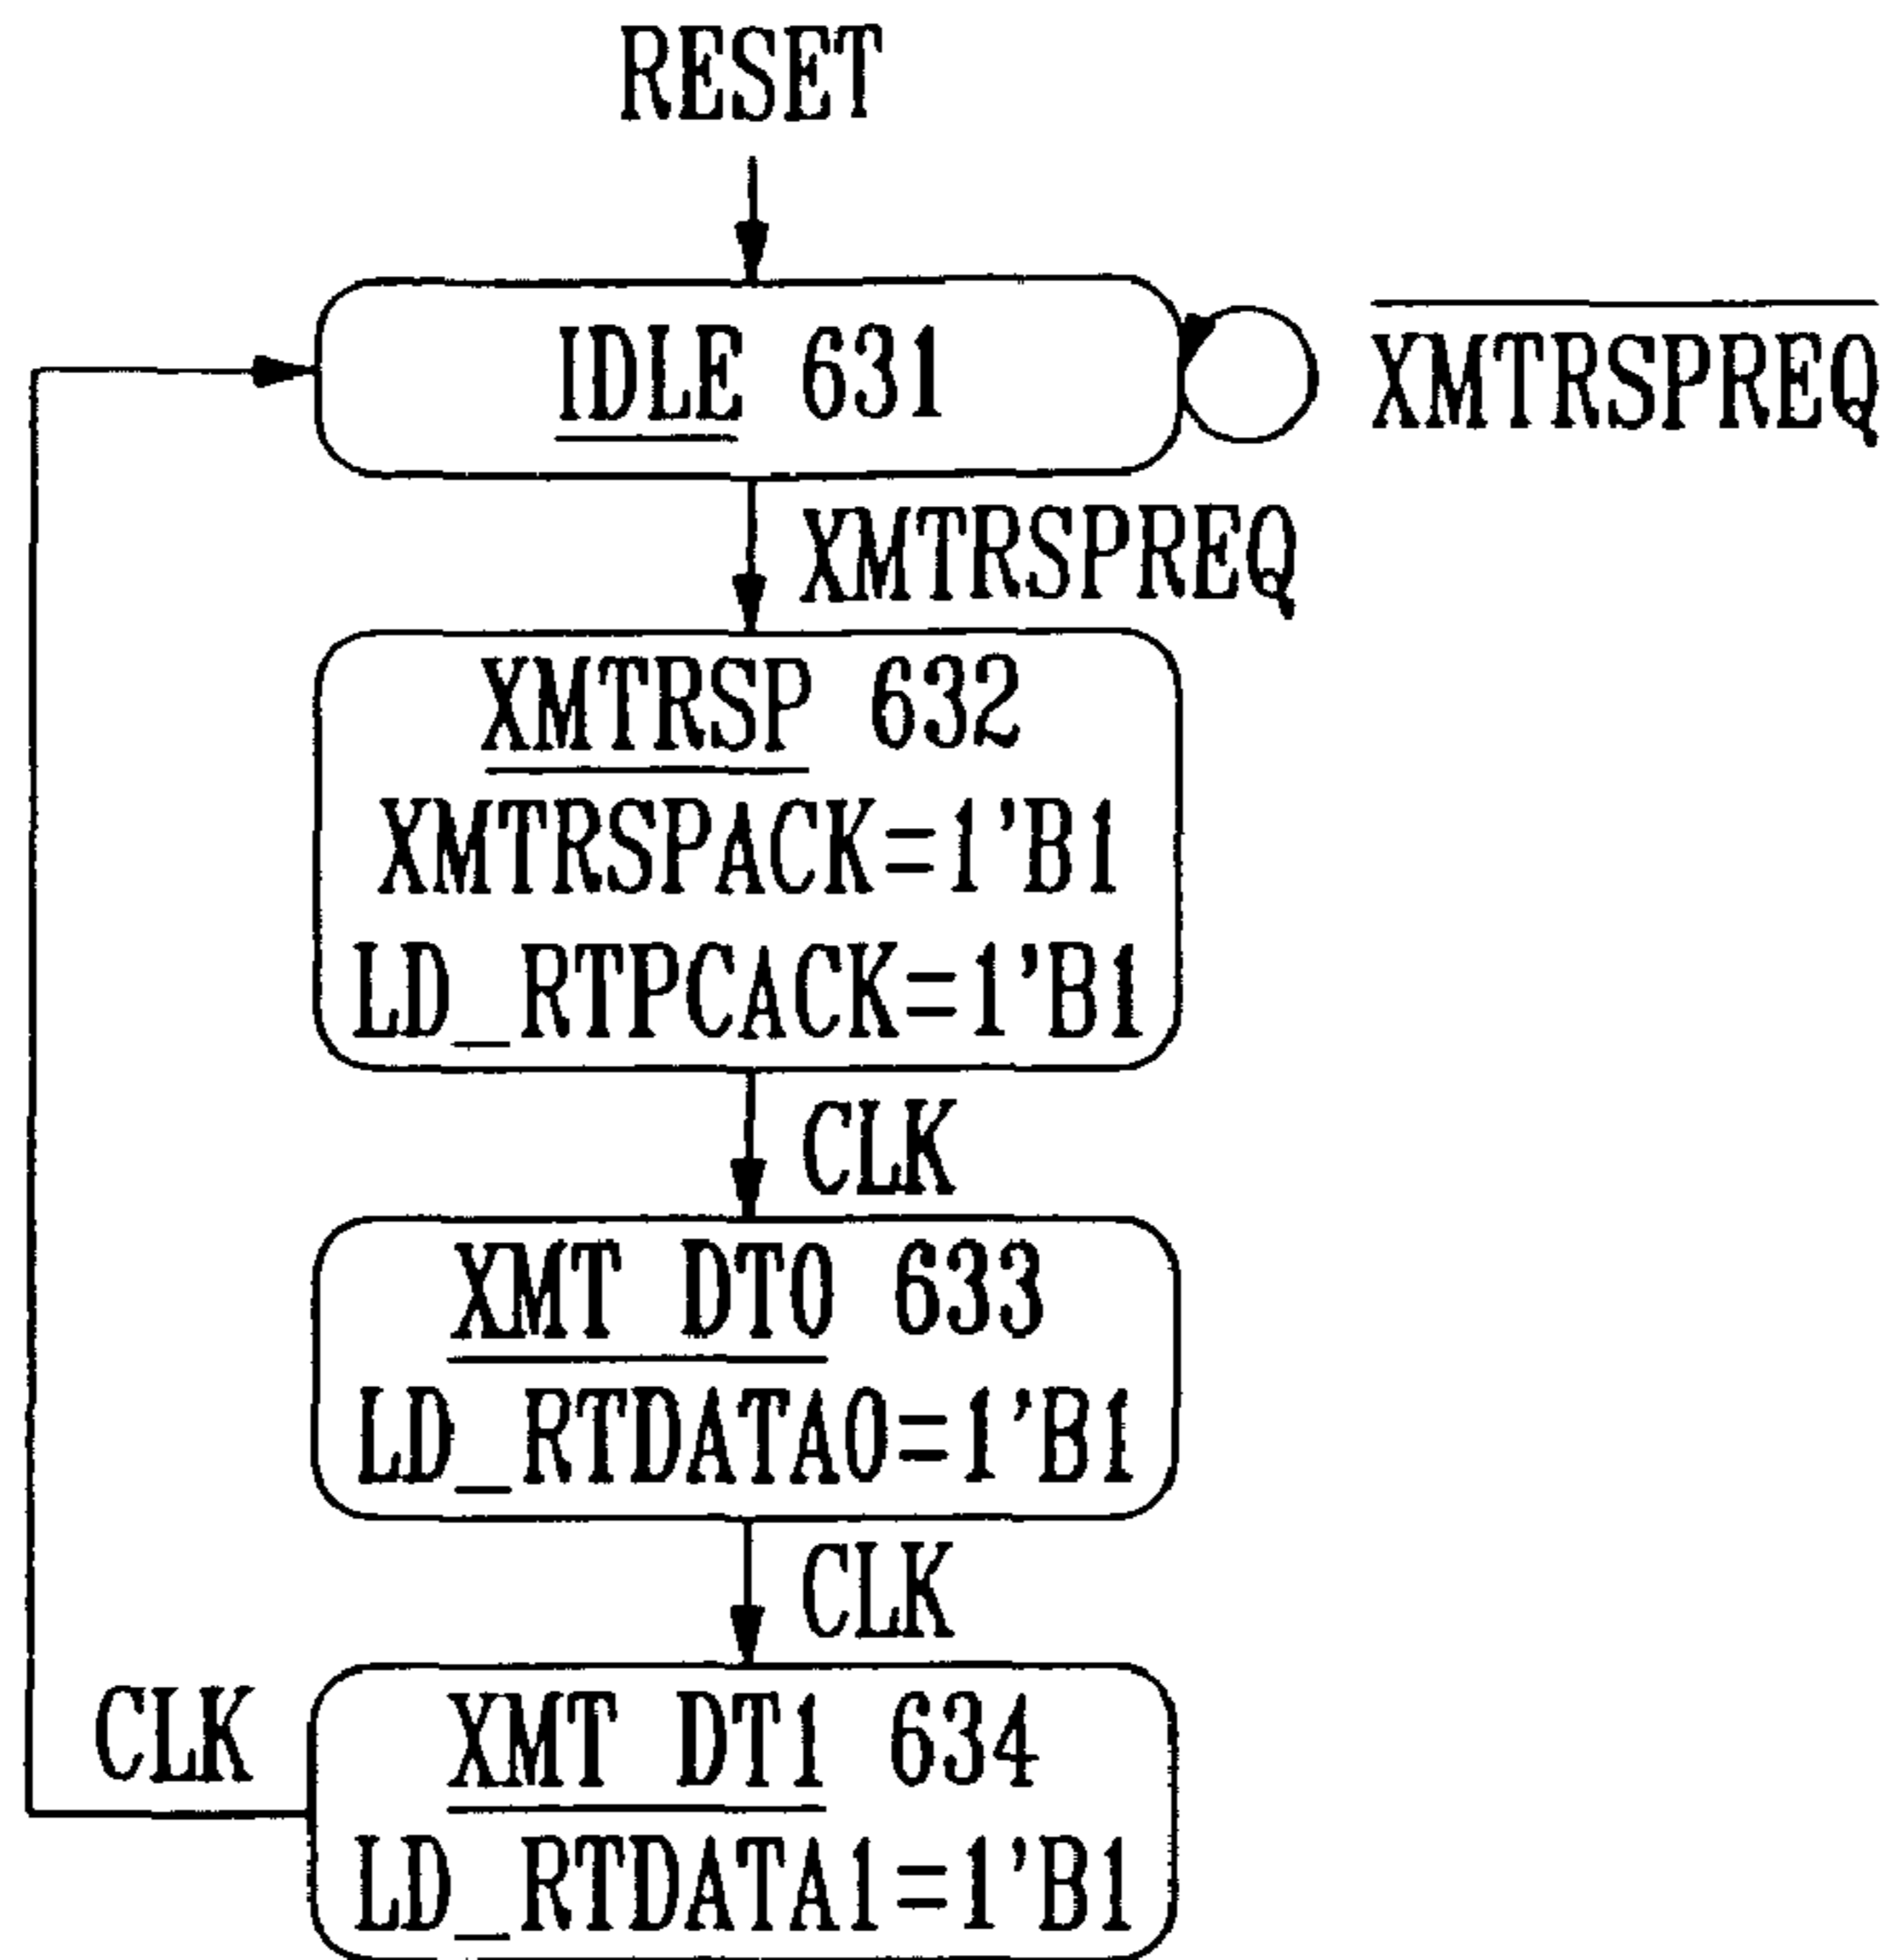 RESET
IDLE 631
XMTRSPREQ
XMTRSPREQ
XMTRSP 632
XMTRSPACK=1'B1
LD_RTPCACK=1'B1
CLK
XMT DT0 633
LD_RTDATA0=1'B1
CLK
CLK
XMT DT1 634
LD_RTDATA1=1'B1